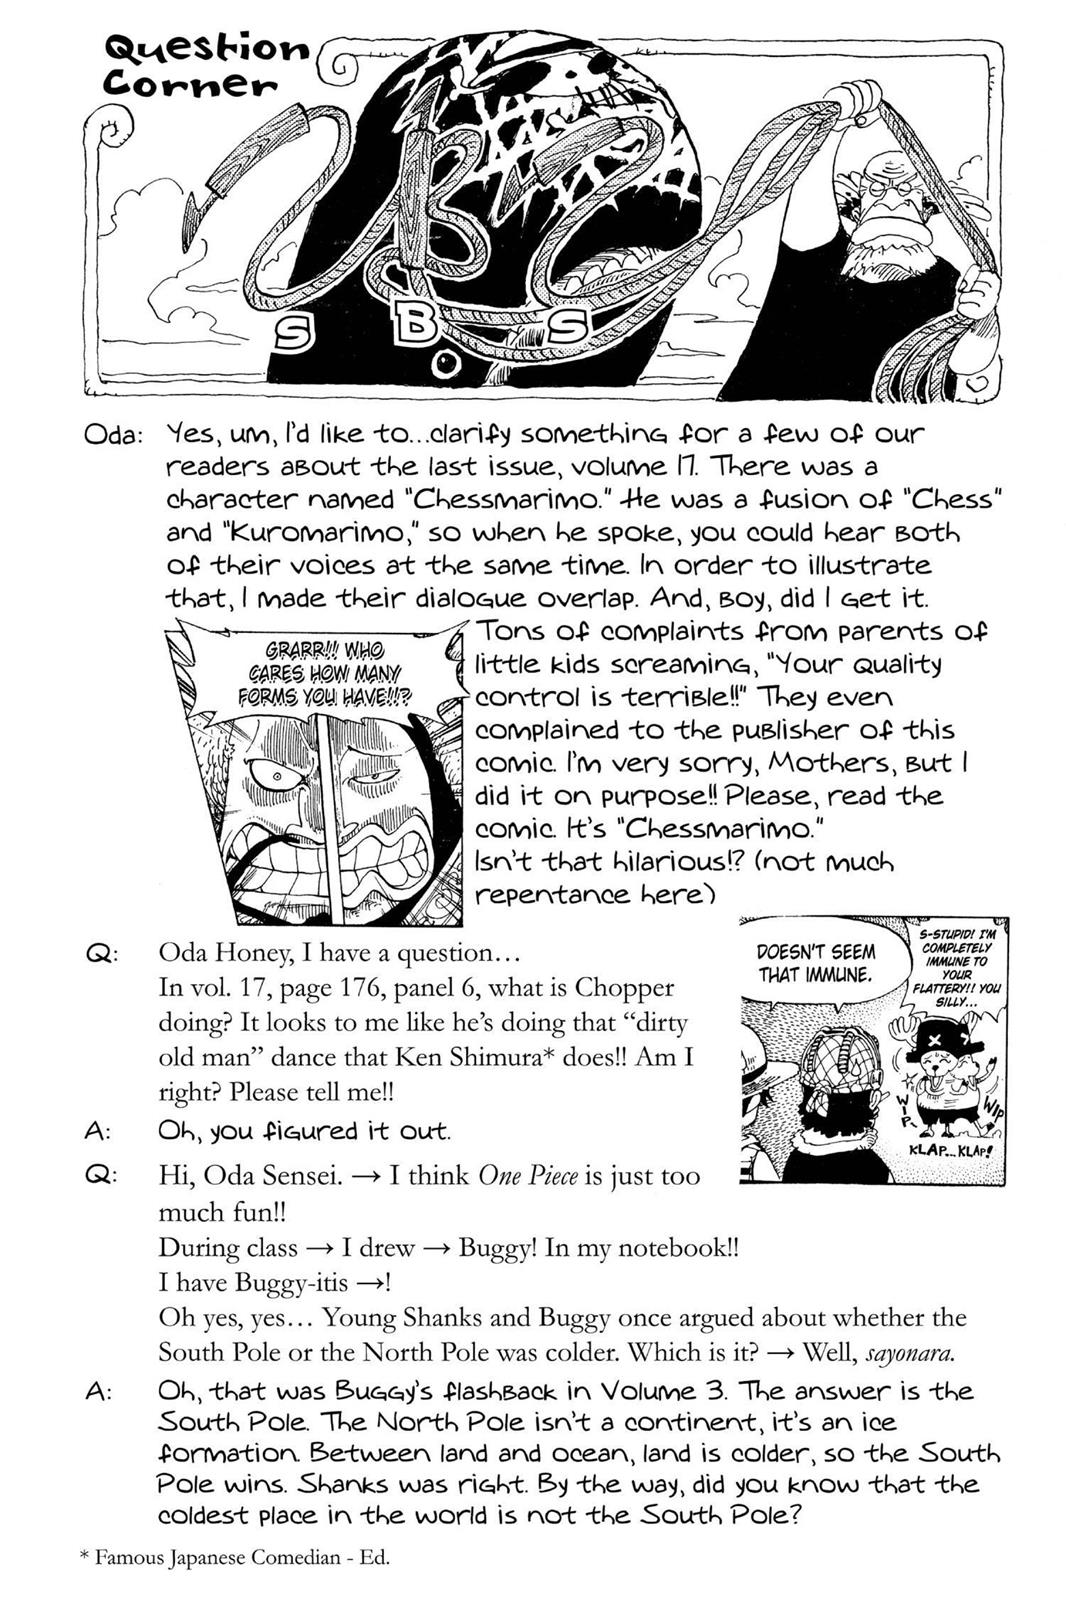 Question
Corner
S B S
Oda: Yes, um, I'd like to...clarify something for a few of our
readers about the last issue, volume 17. There was a
character named "Chessmarimo." He was a fusion of "Chess"
and "Kuromarimo," so when he spoke, you could hear both
of their voices at the same time. In order to illustrate
that, I made their dialogue overlap. And, boy, did I get it.
Tons of complaints from parents of
little kids screaming, "Your quality
control is terrible!!" They even
complained to the publisher of this
comic. I'm very sorry, Mothers, but I
did it on purpose!! Please, read the
comic. It's "Chessmarimo."
Isn't that hilarious!? (not much
repentance here)
GRARR!!! WHO
CARES HOW MANY
FORMS YOU HAVE!!!?
Q: Oda Honey, I have a question...
In vol. 17, page 176, panel 6, what is Chopper
doing? It looks to me like he's doing that “dirty
old man” dance that Ken Shimura* does!! Am I
right? Please tell me!!
DOESN'T SEEM
THAT IMMUNE.
S-STUPID! I'M
COMPLETELY
IMMUNE TO
YOUR
FLATTERY!! YOU
SILLY...
WIP
WIP
KLAP...KLAP!
A: Oh, you figured it out.
Q: Hi, Oda Sensei. → I think One Piece is just too
much fun!!
During class → I drew → Buggy! In my notebook!!
I have Buggy-itis →!
Oh yes, yes... Young Shanks and Buggy once argued about whether the
South Pole or the North Pole was colder. Which is it? → Well, sayonara.
A: Oh, that was Buggy's flashback in Volume 3. The answer is the
South Pole. The North Pole isn't a continent, it's an ice
formation. Between land and ocean, land is colder, so the South
Pole wins. Shanks was right. By the way, did you know that the
coldest place in the world is not the South Pole?
* Famous Japanese Comedian - Ed.